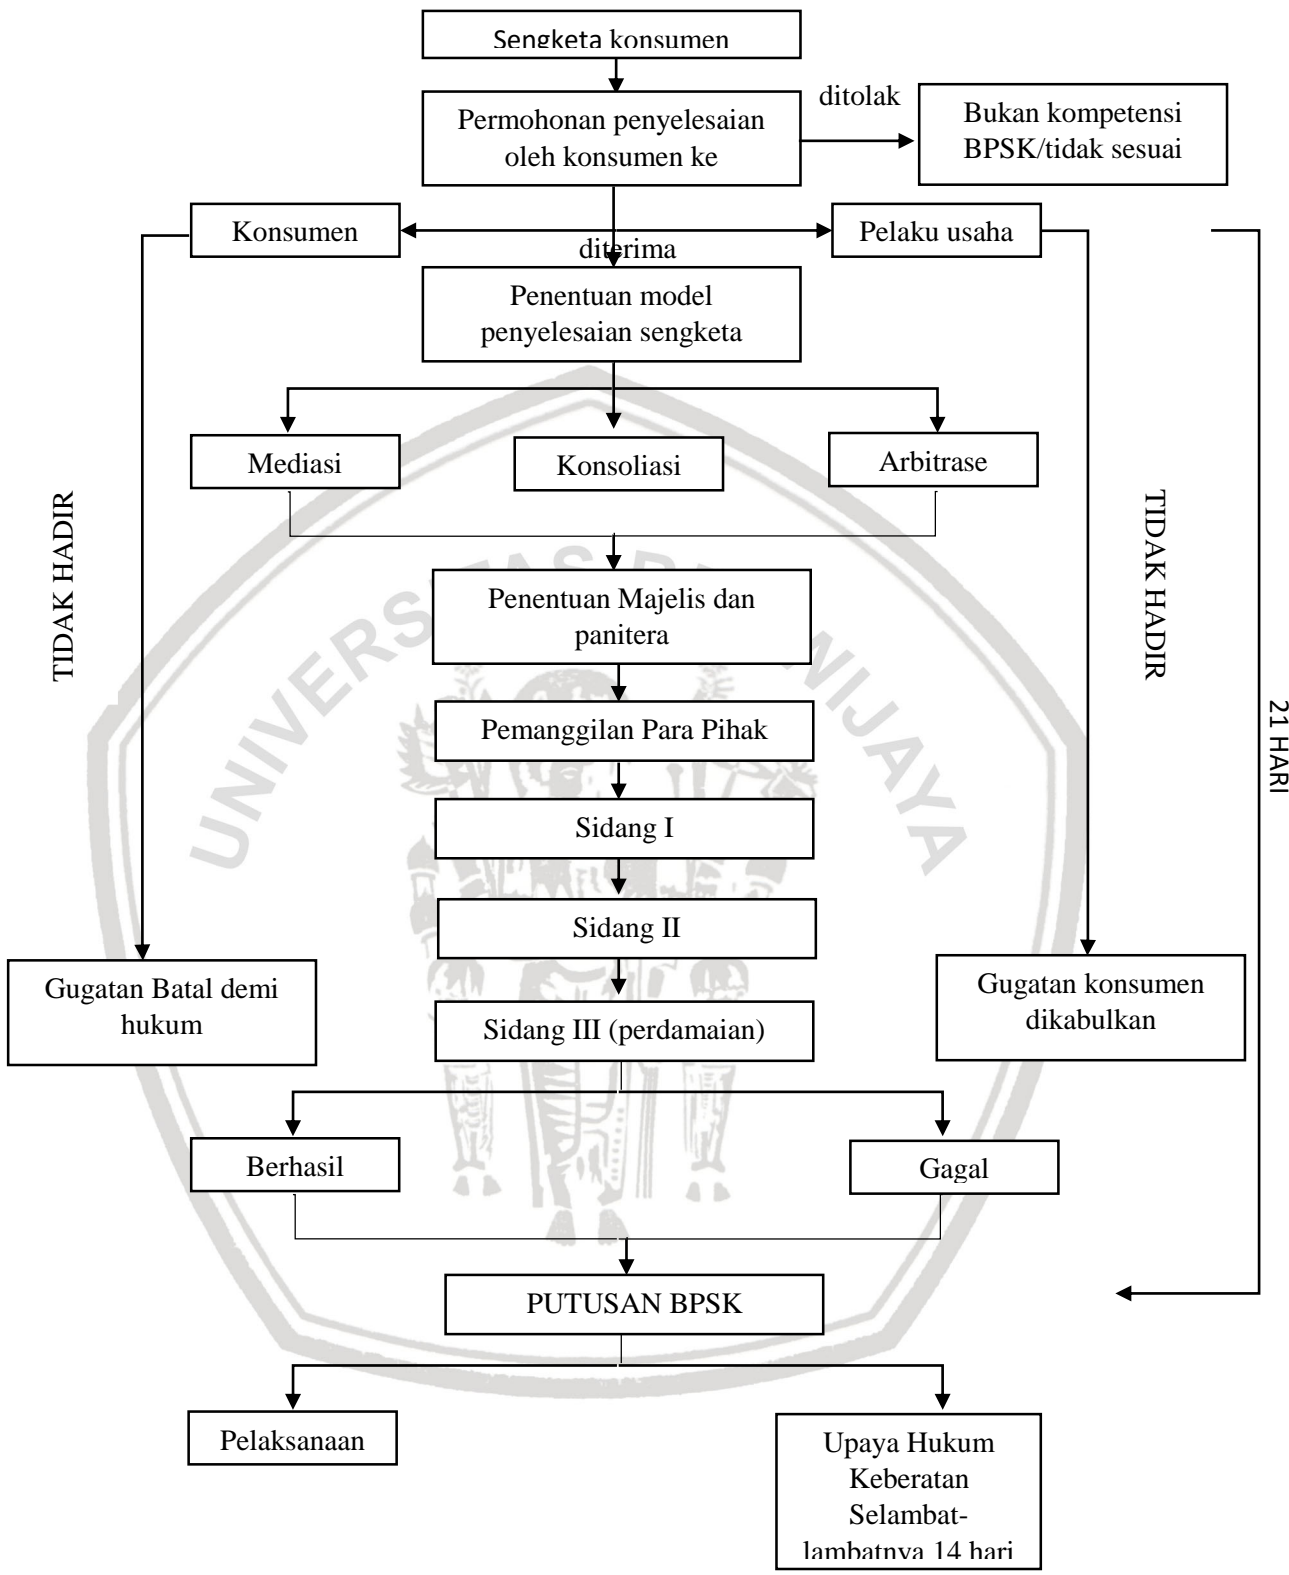 Sengketa konsumen
ditolak
Permohonan penyelesaian
oleh konsumen ke
Bukan kompetensi
BPSK/tidak sesuai
Konsumen
Pelaku usaha
diterima
Penentuan model
penyelesaian sengketa
Mediasi
Konsoliasi
Arbitrase
TIDAK HADIR
TIDAK HADIR
Penentuan Majelis dan
panitera
UNIVERSITAS BRAWIJAYA
Pemanggilan Para Pihak
21 HARI
Sidang I
Sidang II
Gugatan Batal demi
hukum
Sidang III (perdamaian)
Gugatan konsumen
dikabulkan
Berhasil
Gagal
PUTUSAN BPSK
Pelaksanaan
Upaya Hukum
Keberatan
Selambat-
lambatnya 14 hari